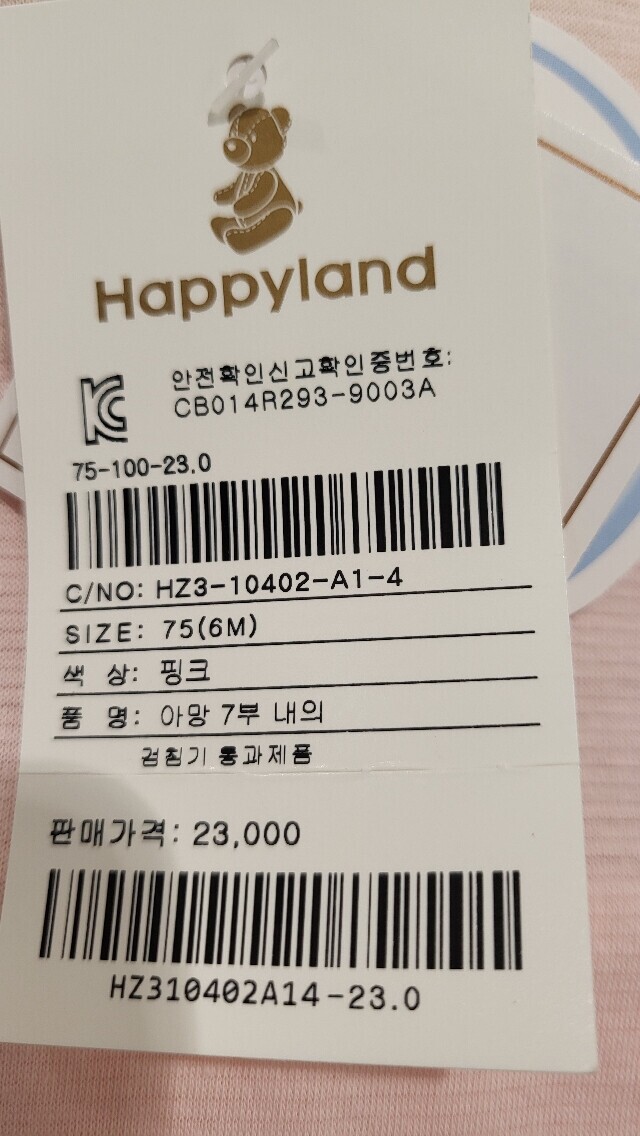 Happyland
안전확인신고확인증번호:
CB014R293-9003A
75-100-23.0
C/NO: HZ3-10402-A1-4
SIZE: 75(6M)
색 상: 핑크
품 명: 아망 7부 내의
검침기 통과제품
판매가격: 23,000
HZ310402A14-23.0